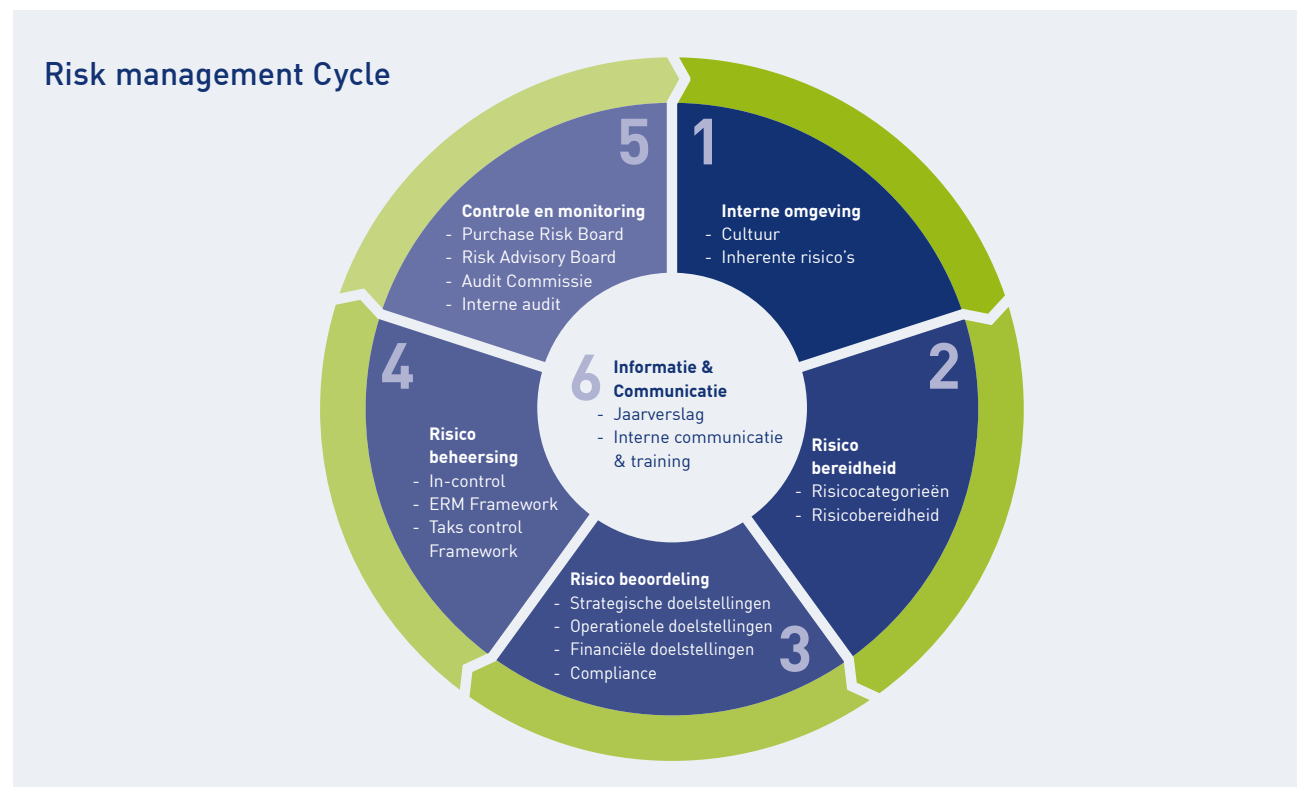 Risk management Cycle
1
Interne omgeving
- Cultuur
- Inherente risico's
2
Risico
bereidheid
- Risicocategorieën
- Risicobereidheid
3
Risico beoordeling
- Strategische doelstellingen
- Operationele doelstellingen
- Financiële doelstellingen
- Compliance
4
Risico
beheersing
- In-control
- ERM Framework
- Taks control
Framework
5
Controle en monitoring
- Purchase Risk Board
- Risk Advisory Board
- Audit Commissie
- Interne audit
6
Informatie &
Communicatie
- Jaarverslag
- Interne communicatie
& training